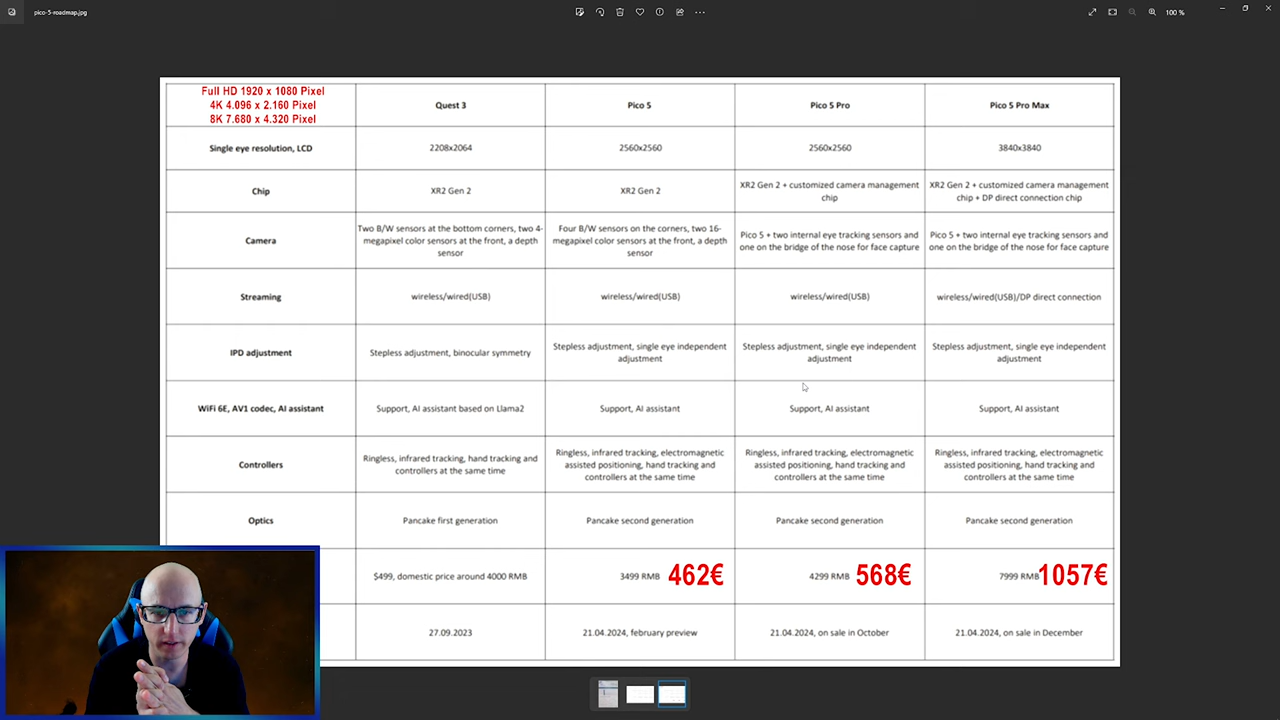 pico-5-roadmap.jpg
100 %
Full HD 1920 x 1080 Pixel
4K 4.096 x 2.160 Pixel
8K 7.680 x 4.320 Pixel
Quest 3
Pico 5
Pico 5 Pro
Pico 5 Pro Max
Single eye resolution, LCD
2208x2064
2560x2560
2560x2560
3840x3840
Chip
XR2 Gen 2
XR2 Gen 2
XR2 Gen 2 + customized camera management
chip
XR2 Gen 2 + customized camera management
chip + DP direct connection chip
Camera
Two B/W sensors at the bottom corners, two 4-
megapixel color sensors at the front, a depth
sensor
Four B/W sensors on the corners, two 16-
megapixel color sensors at the front, a depth
sensor
Pico 5 + two internal eye tracking sensors and
one on the bridge of the nose for face capture
Pico 5 + two internal eye tracking sensors and
one on the bridge of the nose for face capture
Streaming
wireless/wired(USB)
wireless/wired(USB)
wireless/wired(USB)
wireless/wired(USB)/DP direct connection
IPD adjustment
Stepless adjustment, binocular symmetry
Stepless adjustment, single eye independent
adjustment
Stepless adjustment, single eye independent
adjustment
Stepless adjustment, single eye independent
adjustment
WiFi 6E, AV1 codec, AI assistant
Support, AI assistant based on Llama2
Support, AI assistant
Support, AI assistant
Support, AI assistant
Controllers
Ringless, infrared tracking, hand tracking and
controllers at the same time
Ringless, infrared tracking, electromagnetic
assisted positioning, hand tracking and
controllers at the same time
Ringless, infrared tracking, electromagnetic
assisted positioning, hand tracking and
controllers at the same time
Ringless, infrared tracking, electromagnetic
assisted positioning, hand tracking and
controllers at the same time
Optics
Pancake first generation
Pancake second generation
Pancake second generation
Pancake second generation
$499, domestic price around 4000 RMB
3499 RMB 462€
4299 RMB 568€
7999 RMB 1057€
27.09.2023
21.04.2024, february preview
21.04.2024, on sale in October
21.04.2024, on sale in December